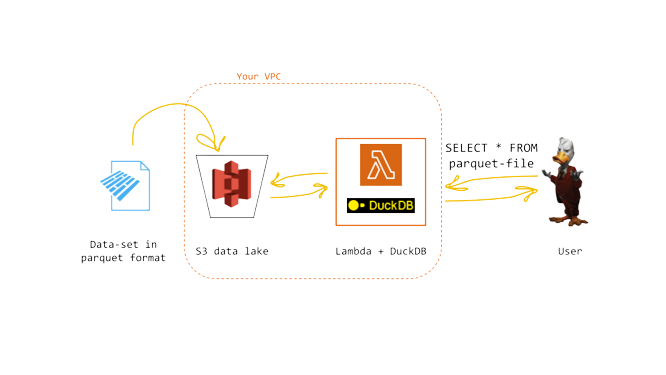 Your VPC
SELECT * FROM
parquet-file
DuckDB
Data-set in
parquet format
S3 data lake
Lambda + DuckDB
User